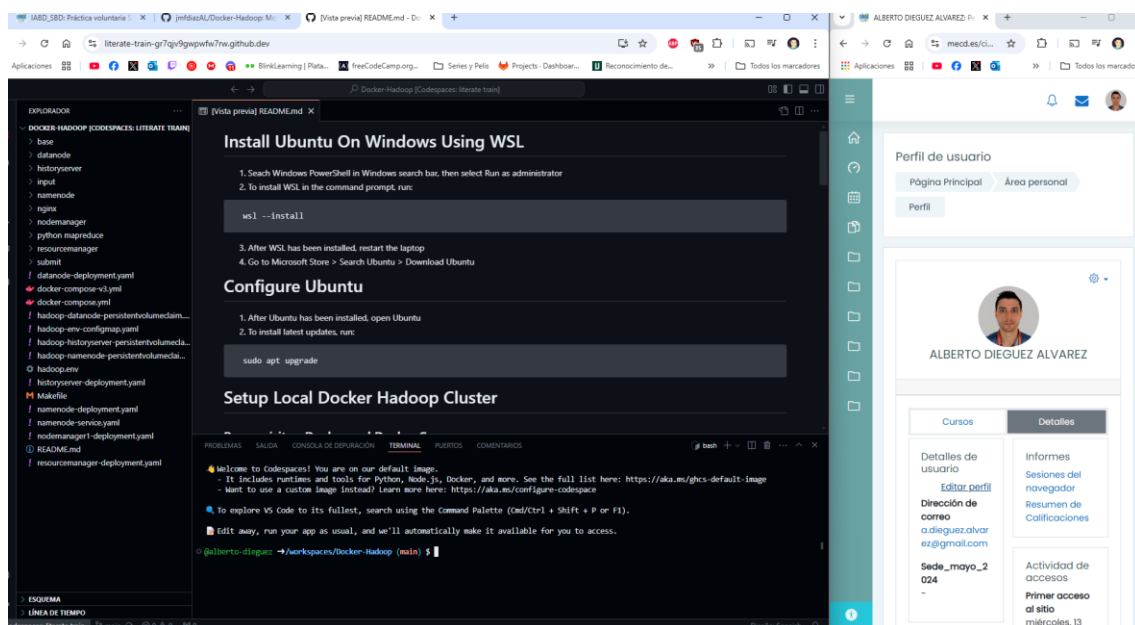 IABD_SBD: Práctica voluntaria S
jmfdiazAL/Docker-Hadoop: Mo
[Vista previa] README.md - Do
literate-train-gr7qjv9gwpwfw7rw.github.dev
Aplicaciones
BlinkLearning | Plata...
freeCodeCamp.org...
Series y Pelis
Projects - Dashboar...
Reconocimiento de...
Todos los marcadores
Docker-Hadoop [Codespaces: literate train]
EXPLORADOR
DOCKER-HADOOP [CODESPACES: LITERATE TRAIN]
base
datanode
historyserver
input
namenode
nginx
nodemanager
python mapreduce
resourcemanager
submit
datanode-deployment.yaml
docker-compose-v3.yml
docker-compose.yml
hadoop-datanode-persistentvolumeclaim....
hadoop-env-configmap.yaml
hadoop-historyserver-persistentvolumecla...
hadoop-namenode-persistentvolumeclai...
hadoop.env
historyserver-deployment.yaml
Makefile
namenode-deployment.yaml
namenode-service.yaml
nodemanager1-deployment.yaml
README.md
resourcemanager-deployment.yaml
ESQUEMA
LÍNEA DE TIEMPO
[Vista previa] README.md
Install Ubuntu On Windows Using WSL
1. Seach Windows PowerShell in Windows search bar, then select Run as administrator
2. To install WSL in the command prompt, run:
wsl --install
3. After WSL has been installed, restart the laptop
4. Go to Microsoft Store > Search Ubuntu > Download Ubuntu
Configure Ubuntu
1. After Ubuntu has been installed, open Ubuntu
2. To install latest updates, run:
sudo apt upgrade
Setup Local Docker Hadoop Cluster
PROBLEMAS SALIDA CONSOLA DE DEPURACIÓN TERMINAL PUERTOS COMENTARIOS
bash
Welcome to Codespaces! You are on our default image.
- It includes runtimes and tools for Python, Node.js, Docker, and more. See the full list here: https://aka.ms/ghcs-default-image
- Want to use a custom image instead? Learn more here: https://aka.ms/configure-codespace
To explore VS Code to its fullest, search using the Command Palette (Cmd/Ctrl + Shift + P or F1).
Edit away, run your app as usual, and we'll automatically make it available for you to access.
@alberto-dieguez ➜/workspaces/Docker-Hadoop (main) $
ALBERTO DIEGUEZ ALVAREZ: Pe
mecd.es/ci...
Aplicaciones
Todos los marcado
Perfil de usuario
Página Principal
Área personal
Perfil
ALBERTO DIEGUEZ ALVAREZ
Cursos
Detalles
Detalles de
usuario
Editar perfil
Dirección de
correo
a.dieguez.alvar
ez@gmail.com
Sede_mayo_2
024
-
Informes
Sesiones del
navegador
Resumen de
Calificaciones
Actividad de
accesos
Primer acceso
al sitio
miércoles, 13